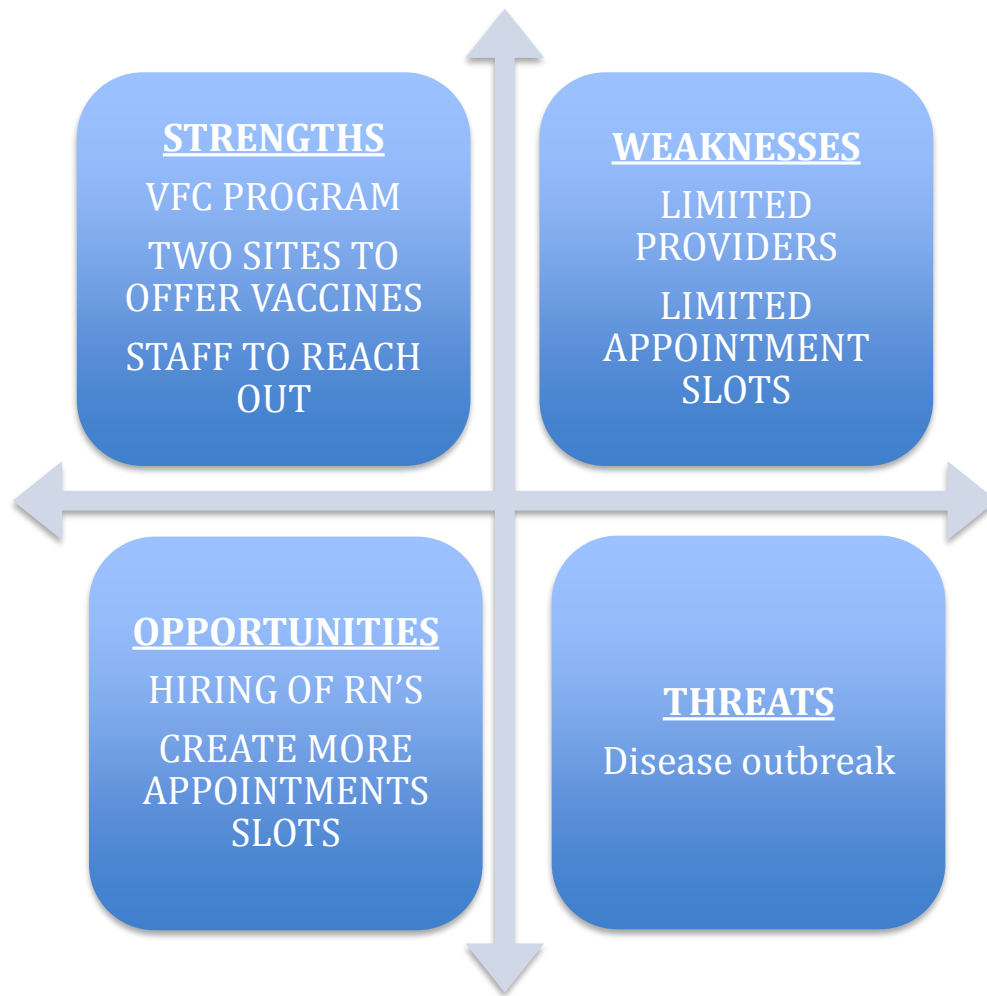 STRENGTHS
VFC PROGRAM
TWO SITES TO
OFFER VACCINES
STAFF TO REACH
OUT
WEAKNESSES
LIMITED
PROVIDERS
LIMITED
APPOINTMENT
SLOTS
OPPORTUNITIES
HIRING OF RN’S
CREATE MORE
APPOINTMENTS
SLOTS
THREATS
Disease outbreak